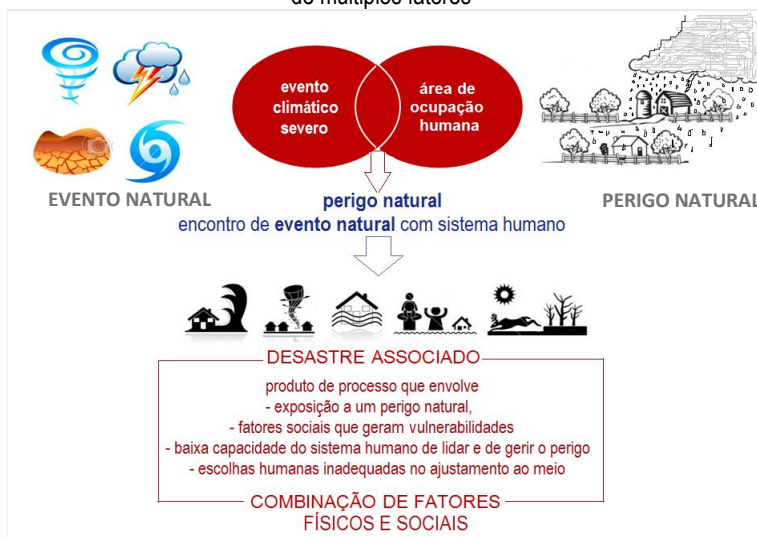 de múltiplos fatores
evento
climático
severo
área de
ocupação
humana
EVENTO NATURAL
perigo natural
PERIGO NATURAL
encontro de evento natural com sistema humano
DESASTRE ASSOCIADO
produto de processo que envolve
- exposição a um perigo natural,
- fatores sociais que geram vulnerabilidades
- baixa capacidade do sistema humano de lidar e de gerir o perigo
- escolhas humanas inadequadas no ajustamento ao meio
COMBINAÇÃO DE FATORES
FÍSICOS E SOCIAIS